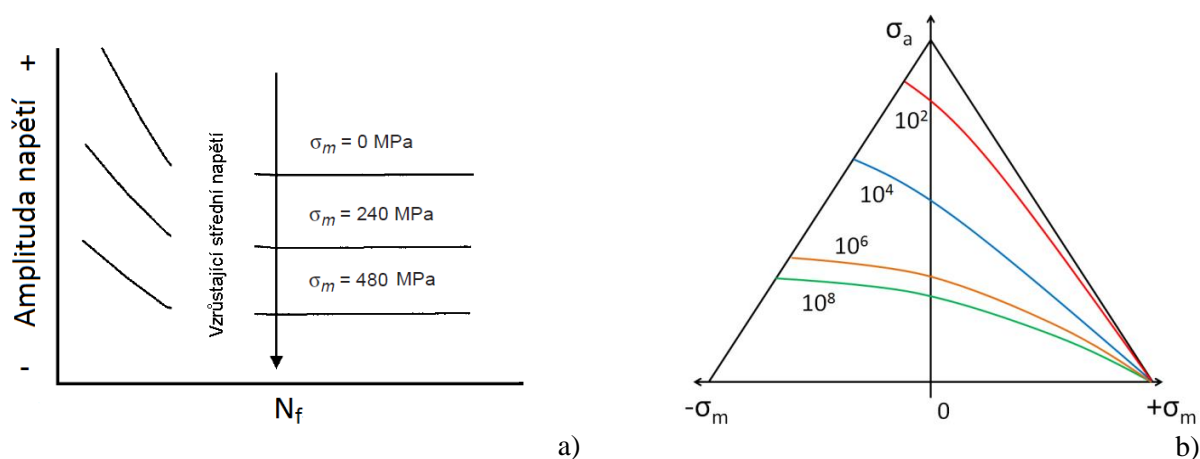 +
Amplituda napětí
-
Vzrůstající střední napětí
σm = 0 MPa
σm = 240 MPa
σm = 480 MPa
Nf
a)
σa
10²
10⁴
10⁶
10⁸
-σm
0
+σm
b)